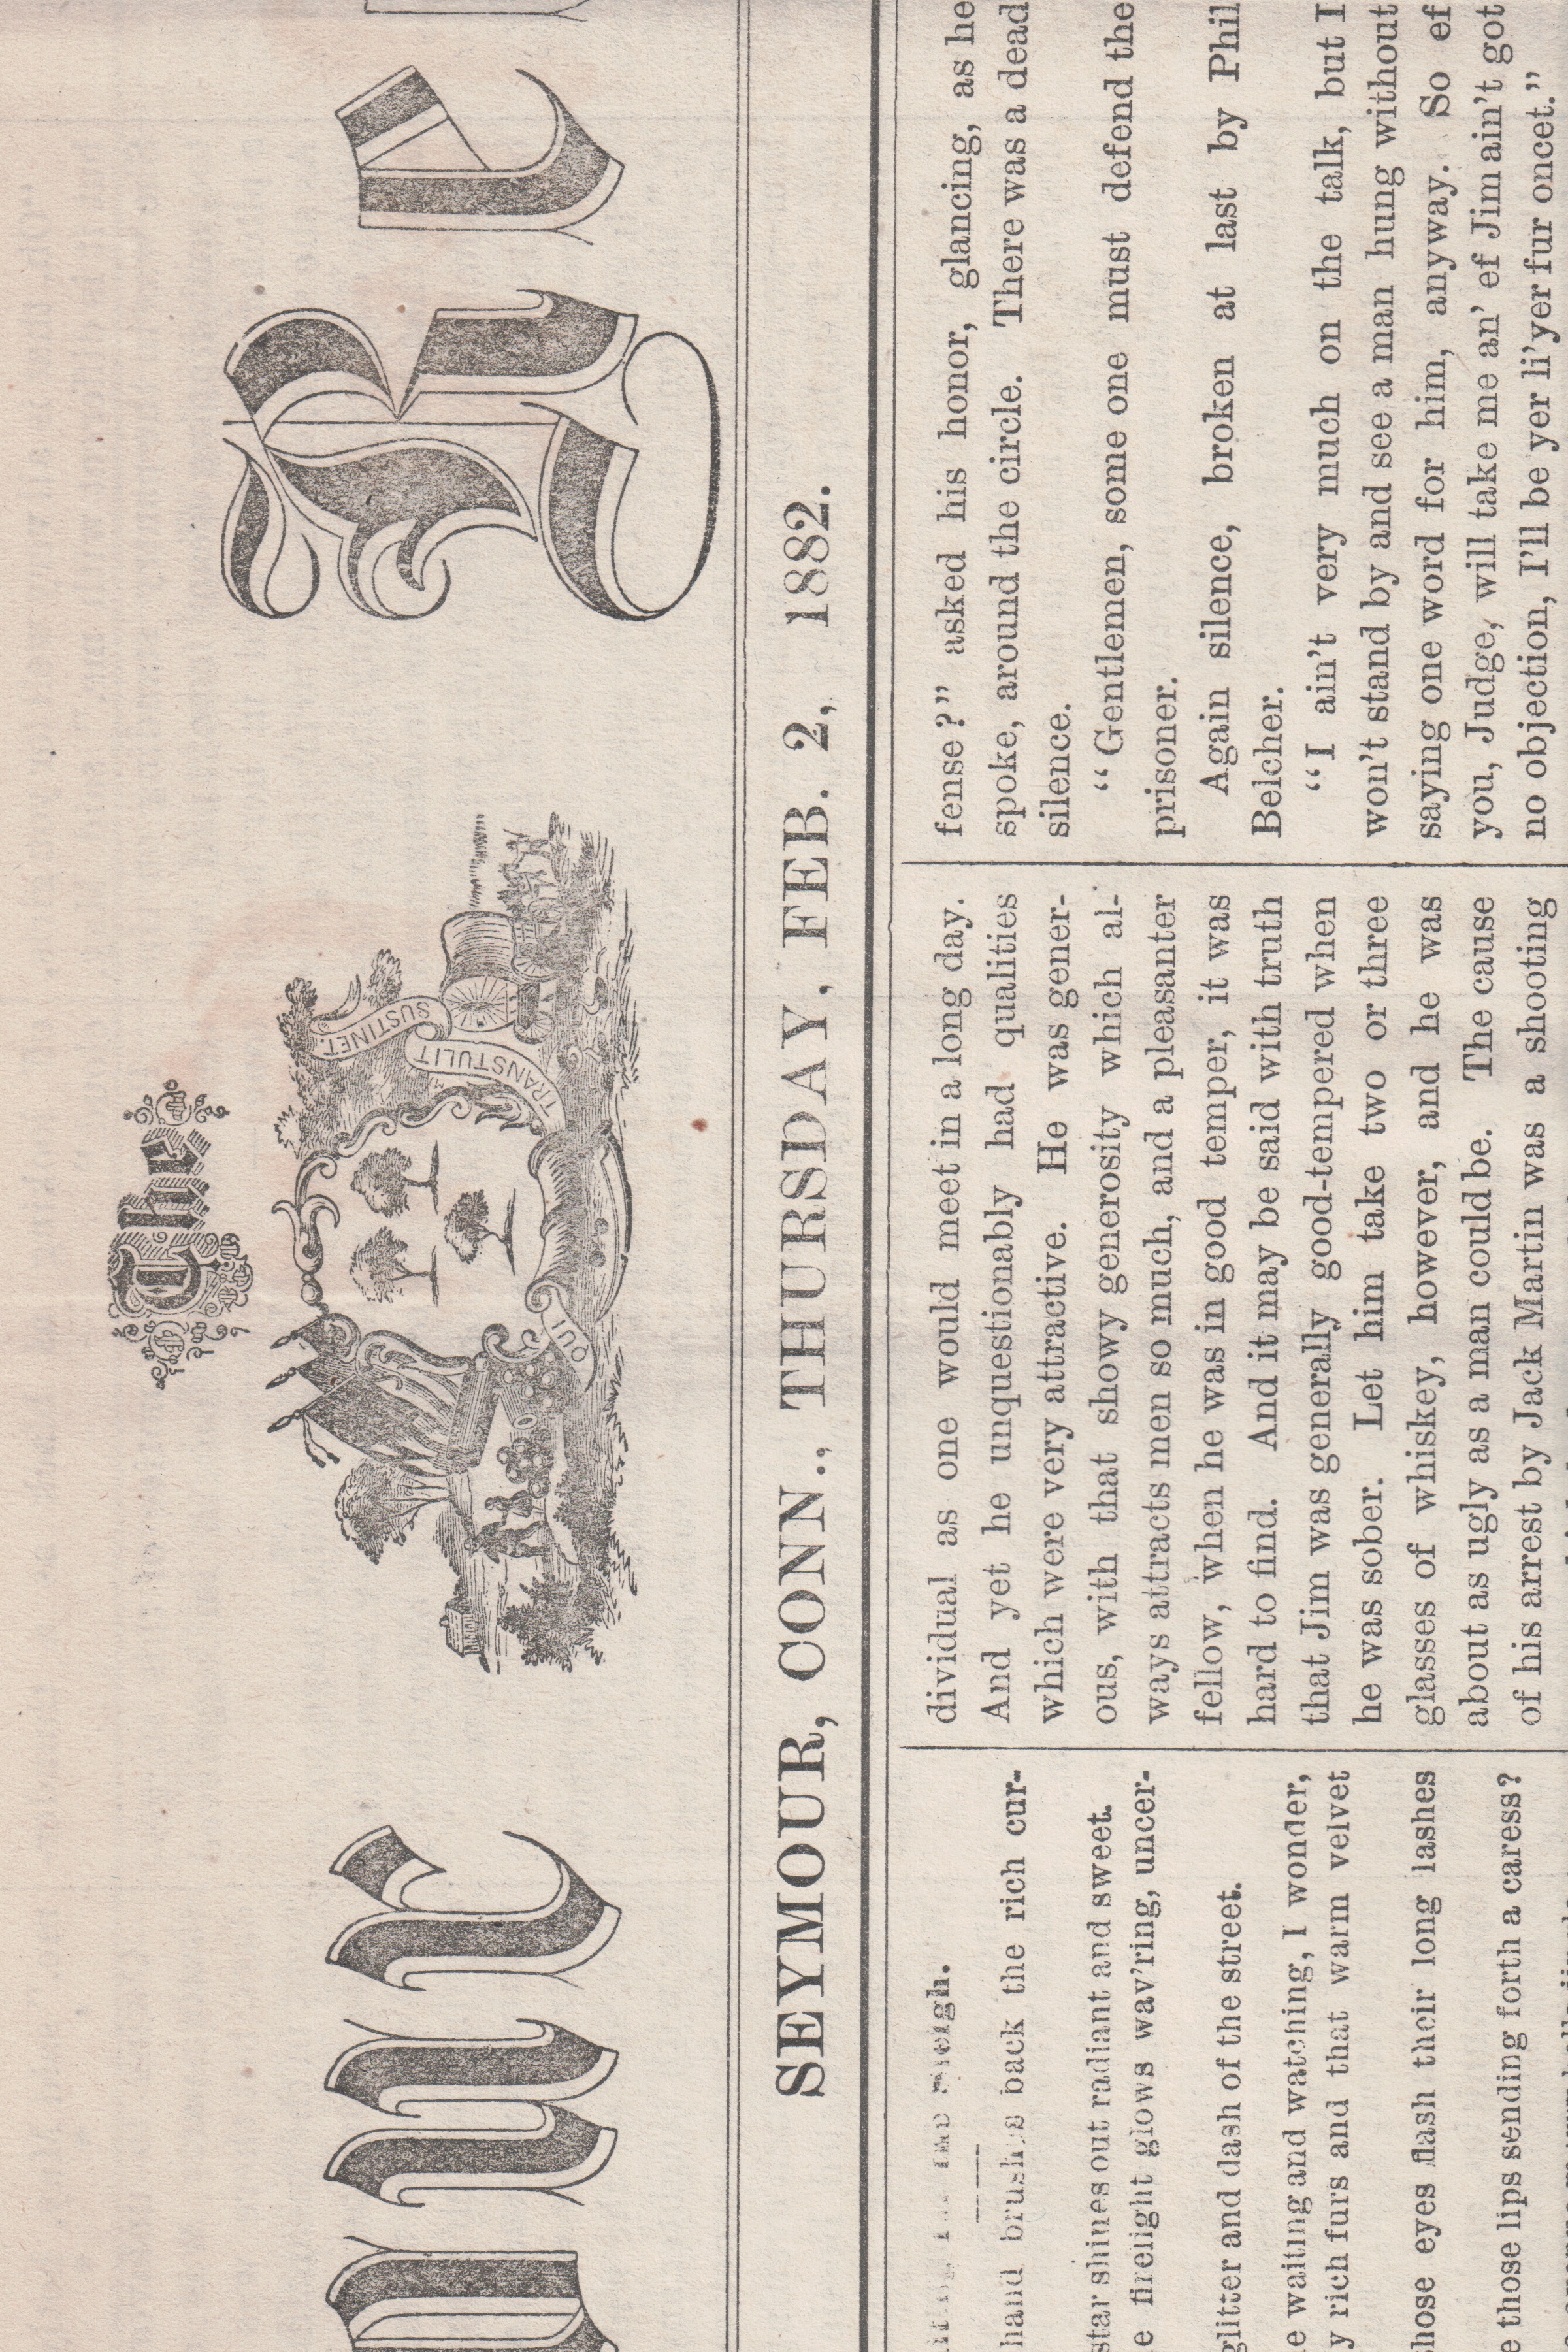 The
our Re
QUI TRANSTULIT SUSTINET.
SEYMOUR, CONN., THURSDAY, FEB. 2, 1882.
Sleigh.
hand brushes back the rich cur-
star shines out radiant and sweet.
e firelight glows wav'ring, uncer-
glitter and dash of the street.
e waiting and watching, I wonder,
y rich furs and that warm velvet
hose eyes flash their long lashes
e those lips sending forth a caress?
dividual as one would meet in a long day.
And yet he unquestionably had qualities
which were very attractive. He was gener-
ous, with that showy generosity which al-
ways attracts men so much, and a pleasanter
fellow, when he was in good temper, it was
hard to find. And it may be said with truth
that Jim was generally good-tempered when
he was sober. Let him take two or three
glasses of whiskey, however, and he was
about as ugly as a man could be. The cause
of his arrest by Jack Martin was a shooting
fense?" asked his honor, glancing, as he
spoke, around the circle. There was a dead
silence.
"Gentlemen, some one must defend the
prisoner.
Again silence, broken at last by Phil
Belcher.
"I ain't very much on the talk, but I
won't stand by and see a man hung without
saying one word for him, anyway. So ef
you, Judge, will take me an' ef Jim ain't got
no objection, I'll be yer li'yer fur oncet."